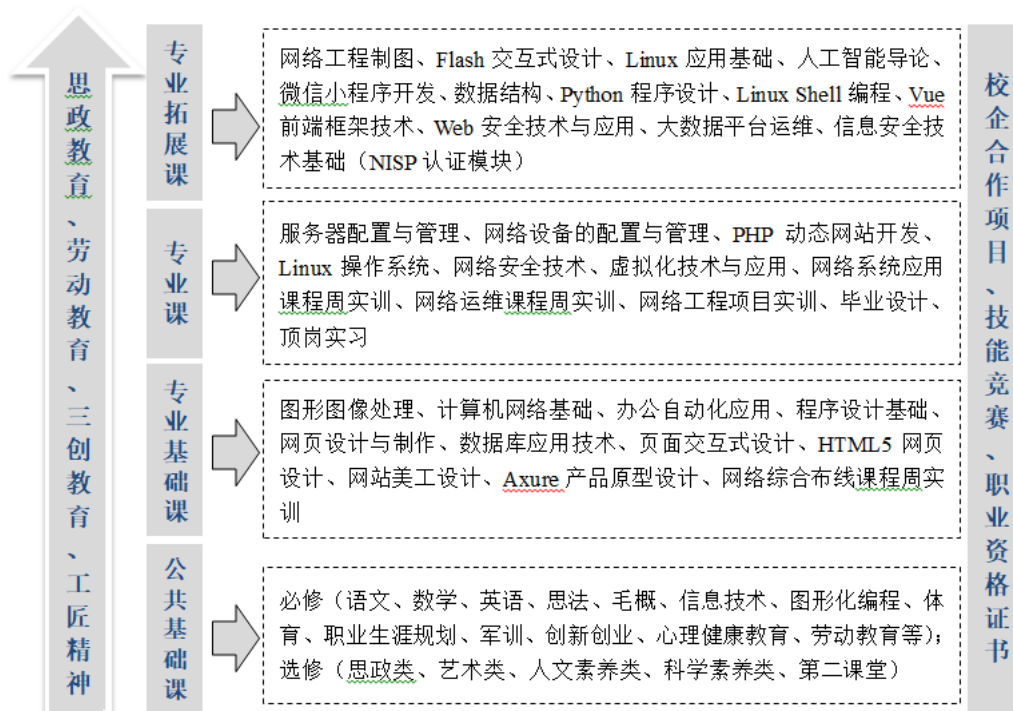 思政教育、劳动教育、三创教育、工匠精神
专业拓展课
网络工程制图、Flash 交互式设计、Linux 应用基础、人工智能导论、
微信小程序开发、数据结构、Python 程序设计、Linux Shell 编程、Vue
前端框架技术、Web 安全技术与应用、大数据平台运维、信息安全技
术基础（NISP 认证模块）
专业课
服务器配置与管理、网络设备的配置与管理、PHP 动态网站开发、
Linux 操作系统、网络安全技术、虚拟化技术与应用、网络系统应用
课程周实训、网络运维课程周实训、网络工程项目实训、毕业设计、
顶岗实习
专业基础课
图形图像处理、计算机网络基础、办公自动化应用、程序设计基础、
网页设计与制作、数据库应用技术、页面交互式设计、HTML5 网页
设计、网站美工设计、Axure 产品原型设计、网络综合布线课程周实
训
公共基础课
必修（语文、数学、英语、思法、毛概、信息技术、图形化编程、体
育、职业生涯规划、军训、创新创业、心理健康教育、劳动教育等）；
选修（思政类、艺术类、人文素养类、科学素养类、第二课堂）
校企合作项目、技能竞赛、职业资格证书